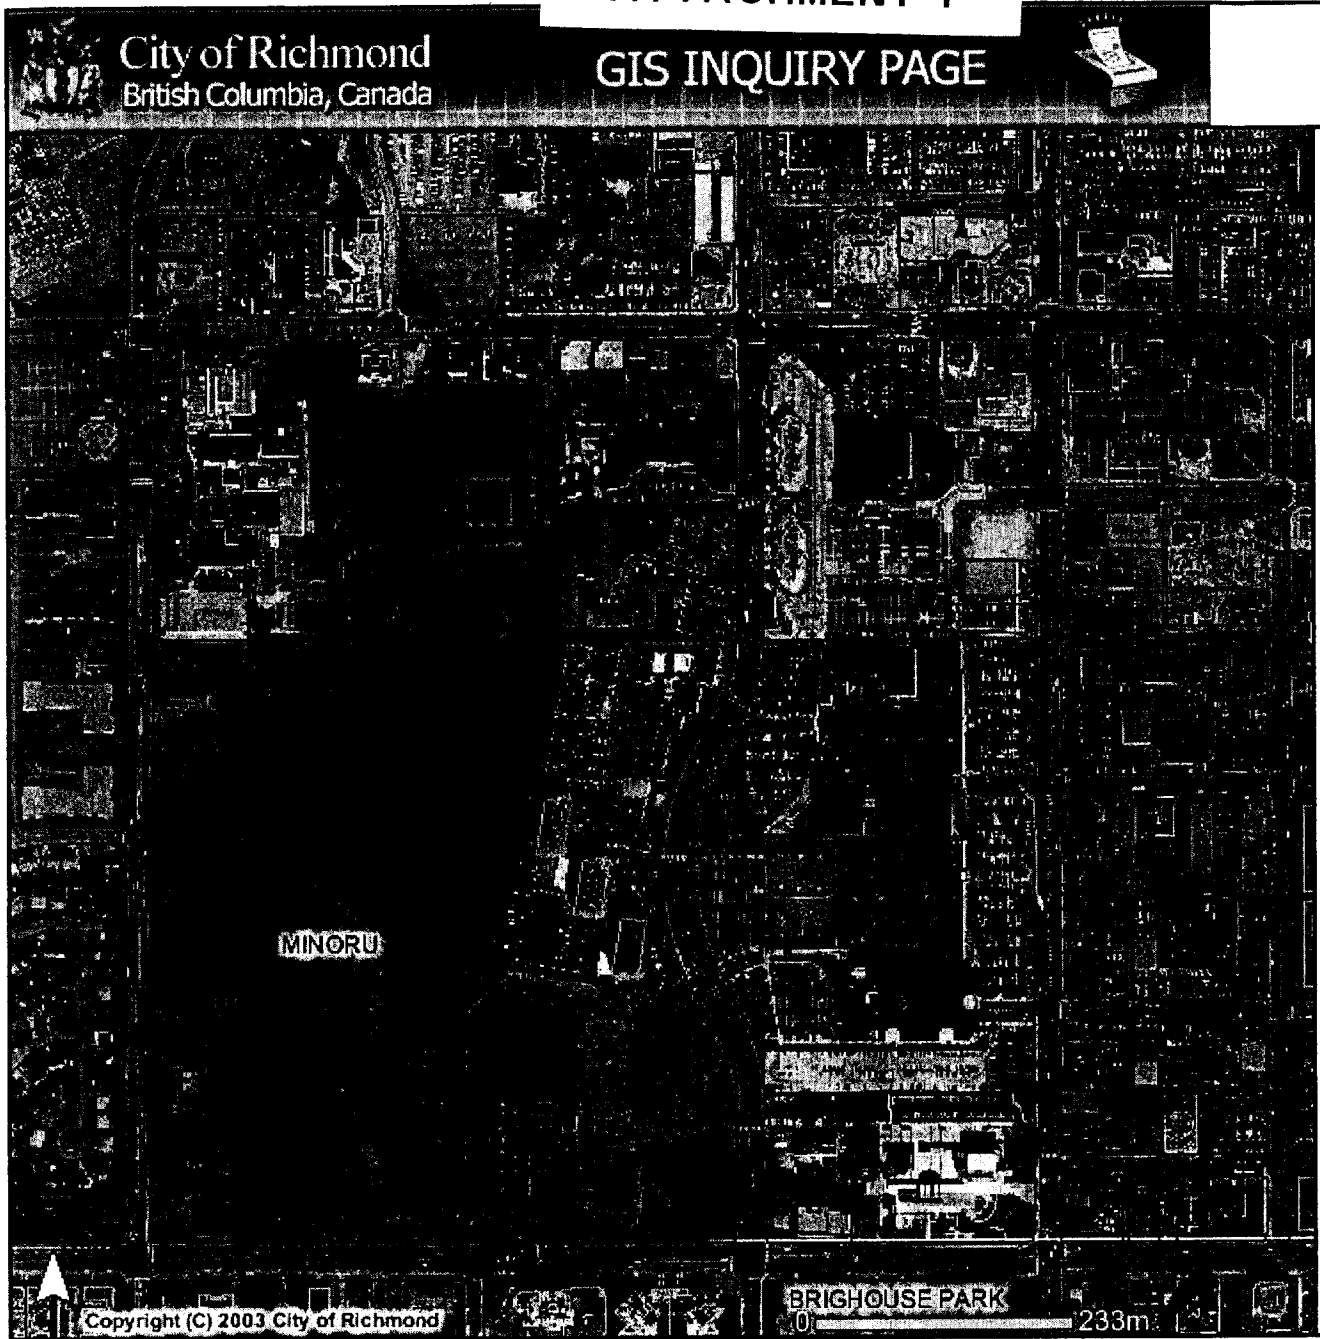 City of Richmond
British Columbia, Canada
GIS INQUIRY PAGE
MINORU
BRIGHOUSE PARK
0 233m
Copyright (C) 2003 City of Richmond